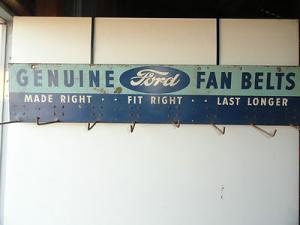 GENUINE Ford FAN BELTS
MADE RIGHT · · FIT RIGHT · · LAST LONGER